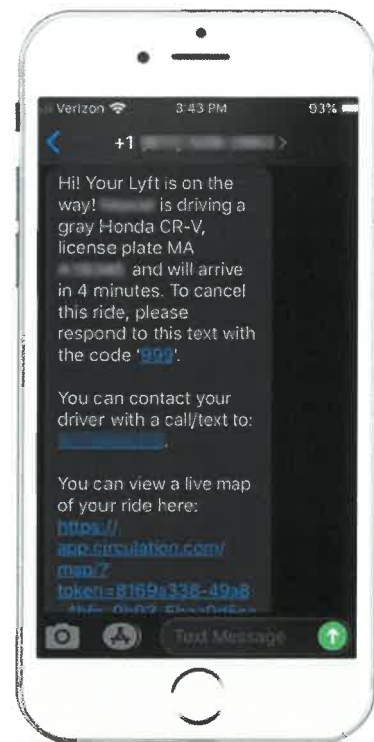 Verizon 3:43 PM 93%
+1
Hi! Your Lyft is on the
way! is driving a
gray Honda CR-V,
license plate MA
and will arrive
in 4 minutes. To cancel
this ride, please
respond to this text with
the code '999'.
You can contact your
driver with a call/text to:
.
You can view a live map
of your ride here:
https://
app.circulation.com/
map/?
token=8169a338-49a8
Text Message